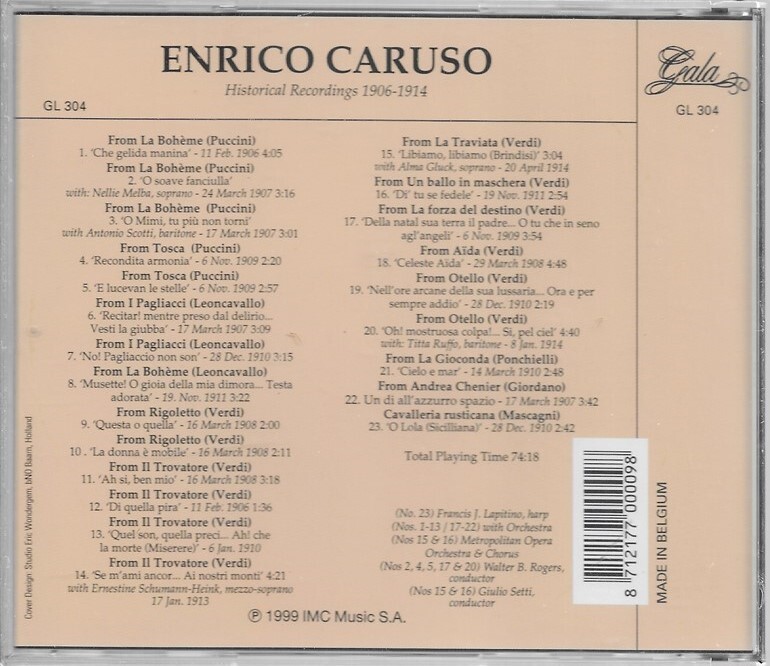 ENRICO CARUSO
Historical Recordings 1906-1914
GL 304
Gala
GL 304
From La Bohème (Puccini)
1. 'Che gelida manina' - 11 Feb. 1906 4:05
From La Bohème (Puccini)
2. 'O soave fanciulla'
with: Nellie Melba, soprano - 24 March 1907 3:16
From La Bohème (Puccini)
3. 'O Mimi, tu più non torni'
with Antonio Scotti, baritone - 17 March 1907 3:01
From Tosca (Puccini)
4. 'Recondita armonia' - 6 Nov. 1909 2:20
From Tosca (Puccini)
5. 'E lucevan le stelle' - 6 Nov. 1909 2:57
From I Pagliacci (Leoncavallo)
6. 'Recitar! mentre preso dal delirio...
Vesti la giubba' - 17 March 1907 3:09
From I Pagliacci (Leoncavallo)
7. 'No! Pagliaccio non son' - 28 Dec. 1910 3:15
From La Bohème (Leoncavallo)
8. 'Musette! O gioia della mia dimora... Testa
adorata' - 19. Nov. 1911 3:22
From Rigoletto (Verdi)
9. 'Questa o quella' - 16 March 1908 2:00
From Rigoletto (Verdi)
10 . 'La donna è mobile' - 16 March 1908 2:11
From Il Trovatore (Verdi)
11. 'Ah si, ben mio' - 16 March 1908 3:18
From Il Trovatore (Verdi)
12. 'Di quella pira' - 11 Feb. 1906 1:36
From Il Trovatore (Verdi)
13. 'Quel son, quella preci... Ah! che
la morte (Miserere)' - 6 Jan. 1910
From Il Trovatore (Verdi)
14. 'Se m'ami ancor... Ai nostri monti' 4:21
with Ernestine Schumann-Heink, mezzo-soprano
17 Jan. 1913
From La Traviata (Verdi)
15. 'Libiamo, libiamo (Brindisi)' 3:04
with Alma Gluck, soprano - 20 April 1914
From Un ballo in maschera (Verdi)
16. 'Di' tu se fedele' - 19 Nov. 1911 2:54
From La forza del destino (Verdi)
17. 'Della natal sua terra il padre... O tu che in seno
agl'angeli' - 6 Nov. 1909 3:54
From Aïda (Verdi)
18. 'Celeste Aïda' - 29 March 1908 4:48
From Otello (Verdi)
19. 'Nell'ore arcane della sua lussaria... Ora e per
sempre addio' - 28 Dec. 1910 2:19
From Otello (Verdi)
20. 'Oh! mostruosa colpa!... Si, pel ciel' 4:40
with: Titta Ruffo, baritone - 8 Jan. 1914
From La Gioconda (Ponchielli)
21. 'Cielo e mar' - 14 March 1910 2:48
From Andrea Chenier (Giordano)
22. Un di all'azzurro spazio - 17 March 1907 3:42
Cavalleria rusticana (Mascagni)
23. 'O Lola (Sicilliana)' - 28 Dec. 1910 2:42
Total Playing Time 74:18
(No. 23) Francis J. Lapitino, harp
(Nos. 1-13 / 17-22) with Orchestra
(Nos 15 & 16) Metropolitan Opera
Orchestra & Chorus
(Nos 2, 4, 5, 17 & 20) Walter B. Rogers,
conductor
(Nos 15 & 16) Giulio Setti,
conductor
℗ 1999 IMC Music S.A.
8 712177 000098
MADE IN BELGIUM
Cover Design Studio Eric Wondergem, bND Baarn, Holland